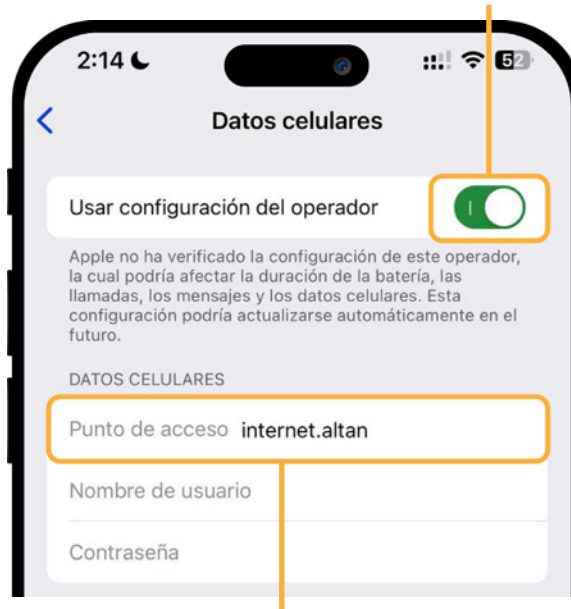 2:14
52
Datos celulares
Usar configuración del operador
Apple no ha verificado la configuración de este operador,
la cual podría afectar la duración de la batería, las
llamadas, los mensajes y los datos celulares. Esta
configuración podría actualizarse automáticamente en el
futuro.
DATOS CELULARES
Punto de acceso internet.altan
Nombre de usuario
Contraseña